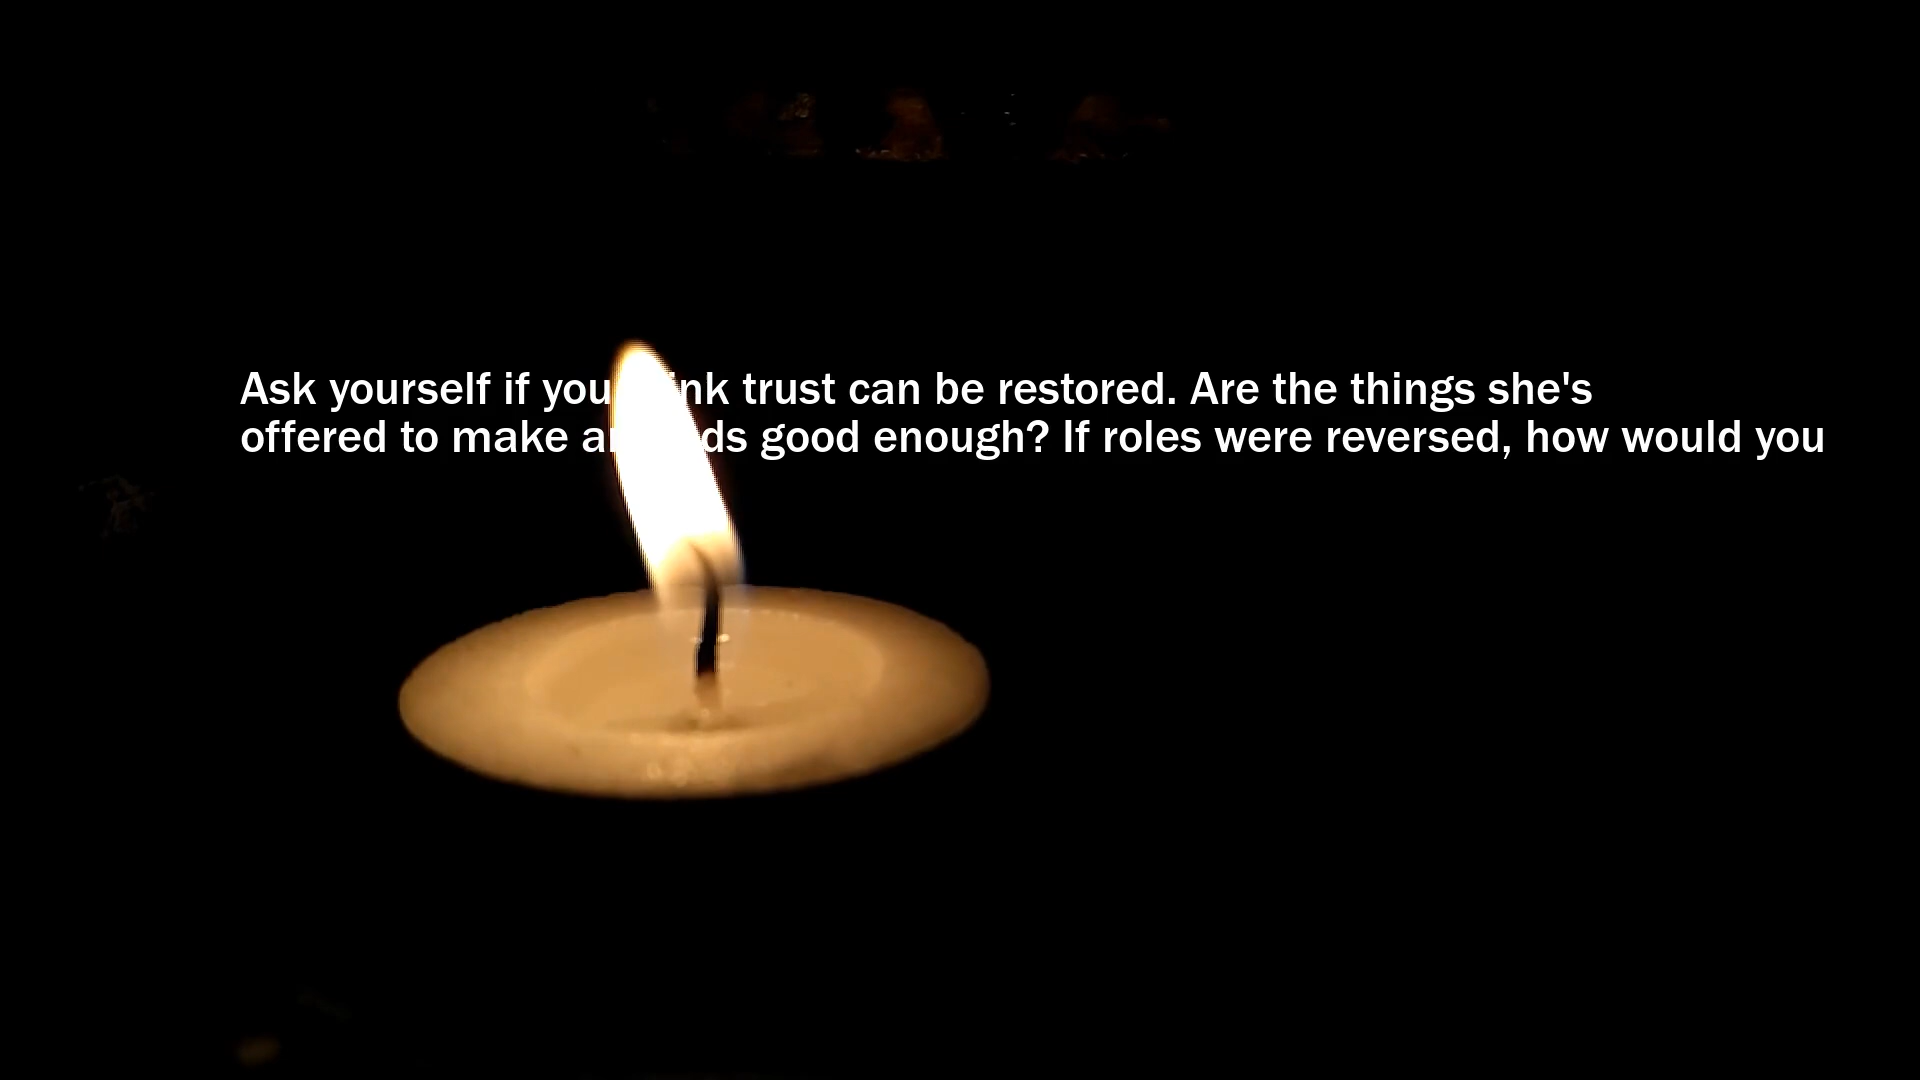 Ask yourself if you trust can be restored. Are the things she's
offered to make good enough? If roles were reversed, how would you